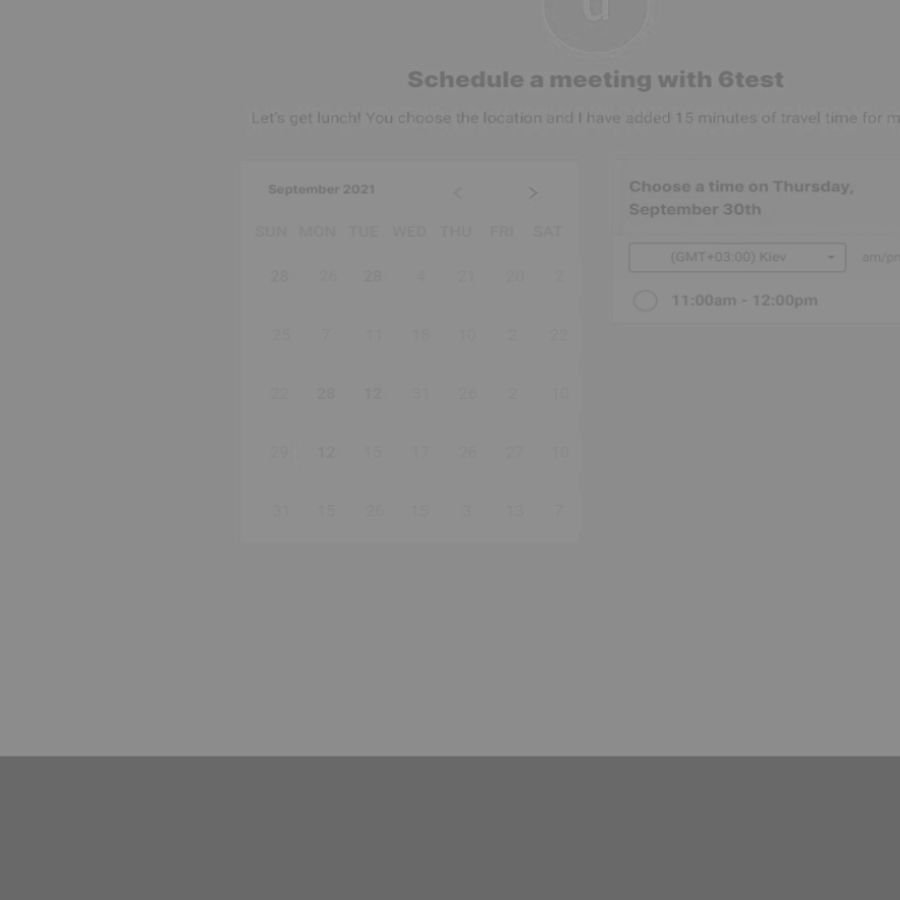 u
Schedule a meeting with 6test
Let's get lunch! You choose the location and I have added 15 minutes of travel time for m
September 2021 < >
SUN MON TUE WED THU FRI SAT
28 26 28 4 21 20 2
25 7 11 18 10 2 22
22 28 12 31 26 2 10
29 12 15 17 26 27 10
31 15 26 15 3 13 7
Choose a time on Thursday,
September 30th
(GMT+03:00) Kiev am/pm
11:00am - 12:00pm